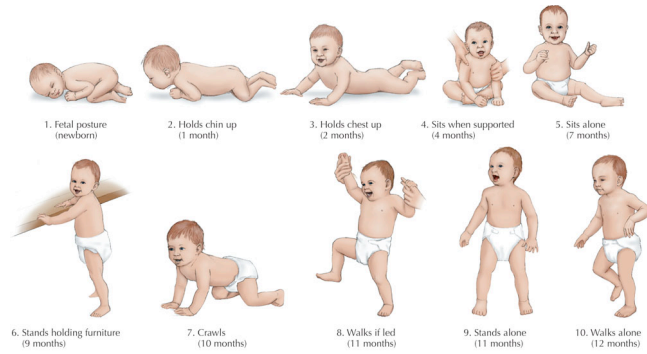 1. Fetal posture
(newborn)
2. Holds chin up
(1 month)
3. Holds chest up
(2 months)
4. Sits when supported
(4 months)
5. Sits alone
(7 months)
6. Stands holding furniture
(9 months)
7. Crawls
(10 months)
8. Walks if led
(11 months)
9. Stands alone
(11 months)
10. Walks alone
(12 months)